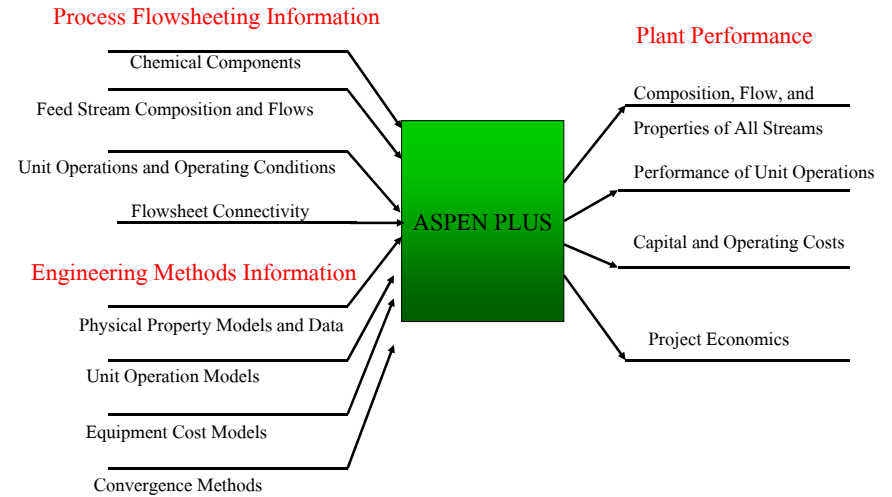 Process Flowsheeting Information
Chemical Components
Feed Stream Composition and Flows
Unit Operations and Operating Conditions
Flowsheet Connectivity
Engineering Methods Information
Physical Property Models and Data
Unit Operation Models
Equipment Cost Models
Convergence Methods
ASPEN PLUS
Plant Performance
Composition, Flow, and
Properties of All Streams
Performance of Unit Operations
Capital and Operating Costs
Project Economics